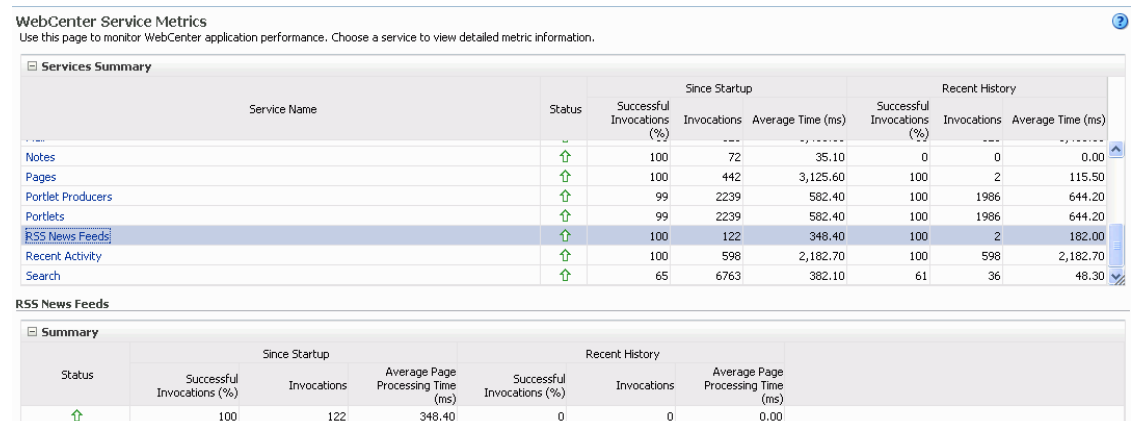 WebCenter Service Metrics
Use this page to monitor WebCenter application performance. Choose a service to view detailed metric information.
Services Summary
Since Startup Recent History
Service Name Status Successful Invocations (%) Invocations Average Time (ms) Successful Invocations (%) Invocations Average Time (ms)
Notes 100 72 35.10 0 0 0.00
Pages 100 442 3,125.60 100 2 115.50
Portlet Producers 99 2239 582.40 100 1986 644.20
Portlets 99 2239 582.40 100 1986 644.20
RSS News Feeds 100 122 348.40 100 2 182.00
Recent Activity 100 598 2,182.70 100 598 2,182.70
Search 65 6763 382.10 61 36 48.30
RSS News Feeds
Summary
Since Startup Recent History
Status Successful Invocations (%) Invocations Average Page Processing Time (ms) Successful Invocations (%) Invocations Average Page Processing Time (ms)
100 122 348.40 0 0 0.00